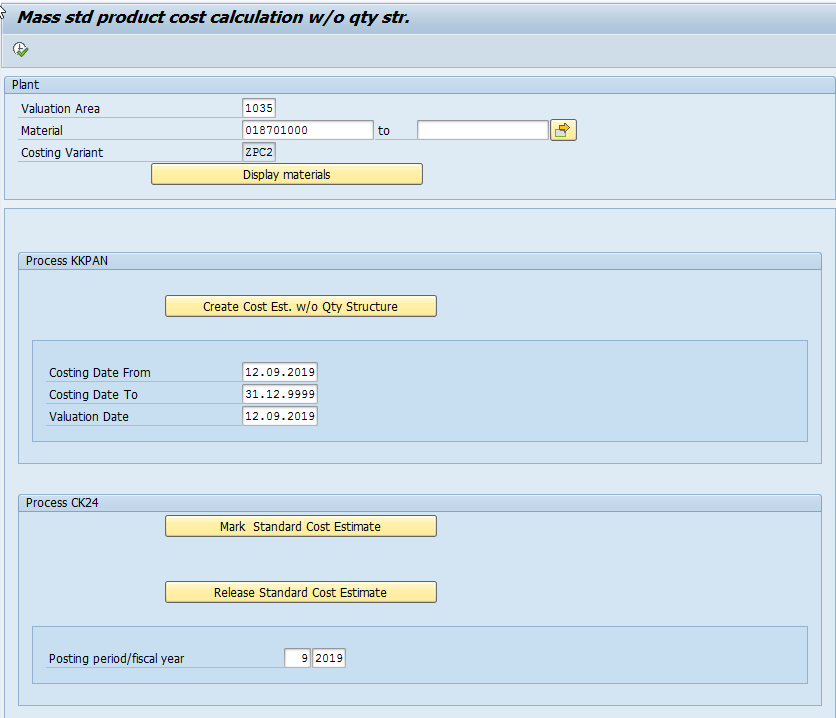 Mass std product cost calculation w/o qty str.
Plant
Valuation Area 1035
Material 018701000 to
Costing Variant ZPC2
Display materials
Process KKPAN
Create Cost Est. w/o Qty Structure
Costing Date From 12.09.2019
Costing Date To 31.12.9999
Valuation Date 12.09.2019
Process CK24
Mark Standard Cost Estimate
Release Standard Cost Estimate
Posting period/fiscal year 9 2019